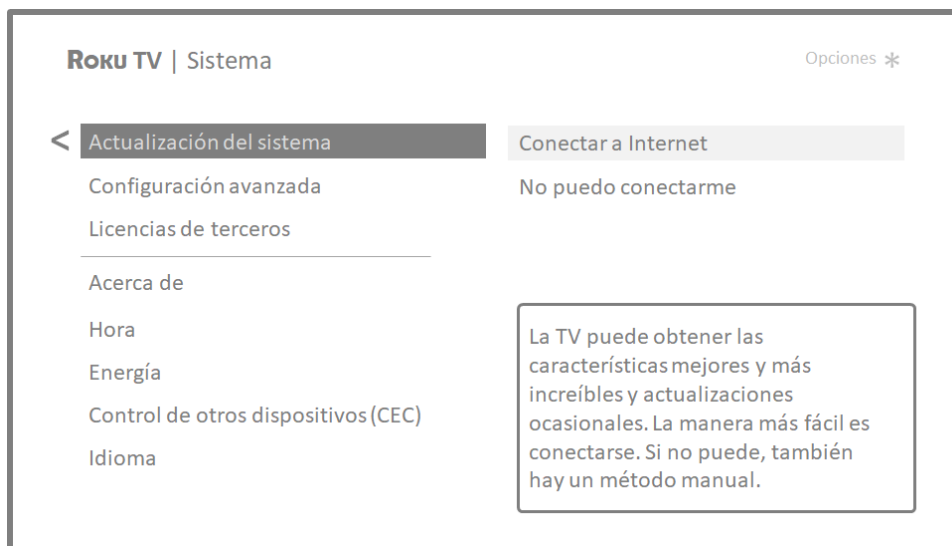 ROKU TV | Sistema
Opciones *
< Actualización del sistema
Conectar a Internet
Configuración avanzada
No puedo conectarme
Licencias de terceros
Acerca de
Hora
Energía
Control de otros dispositivos (CEC)
Idioma
La TV puede obtener las
características mejores y más
increíbles y actualizaciones
ocasionales. La manera más fácil es
conectarse. Si no puede, también
hay un método manual.